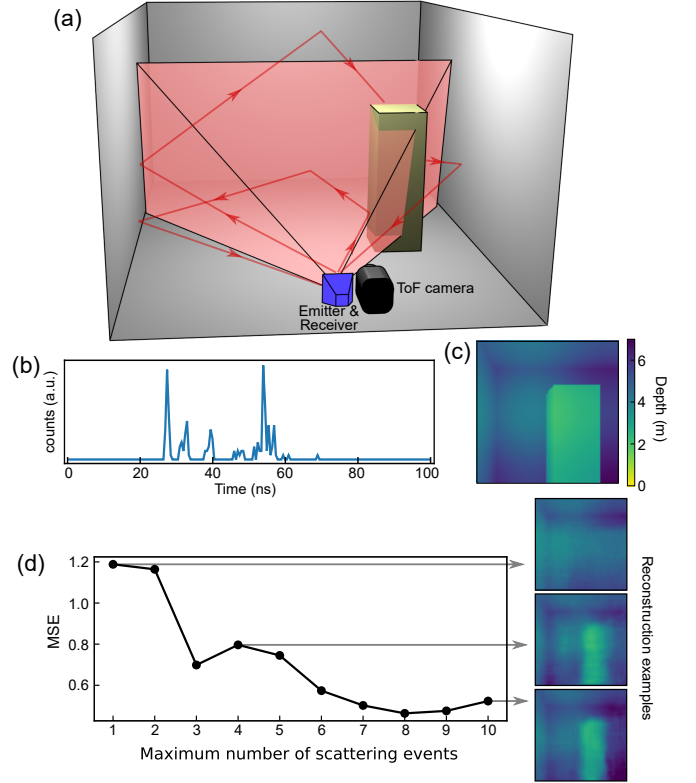 (a)
ToF camera
Emitter &
Receiver
(b)
counts (a.u.)
0 20 40 60 80 100
Time (ns)
(c)
6
4
2
0
Depth (m)
(d)
1.2
1.0
0.8
0.6
MSE
1 2 3 4 5 6 7 8 9 10
Maximum number of scattering events
Reconstruction examples